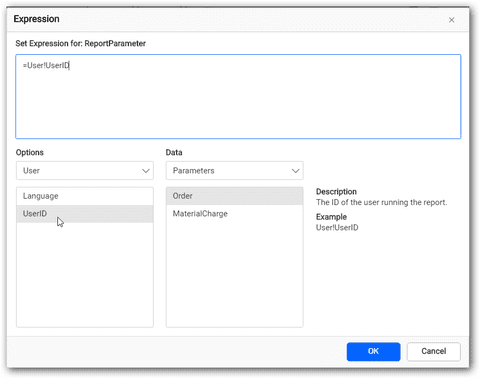 Expression
Set Expression for: ReportParameter
=User!UserID
Options
Data
User
Parameters
Language
UserID
Order
MaterialCharge
Description
The ID of the user running the report.
Example
User!UserID
OK
Cancel